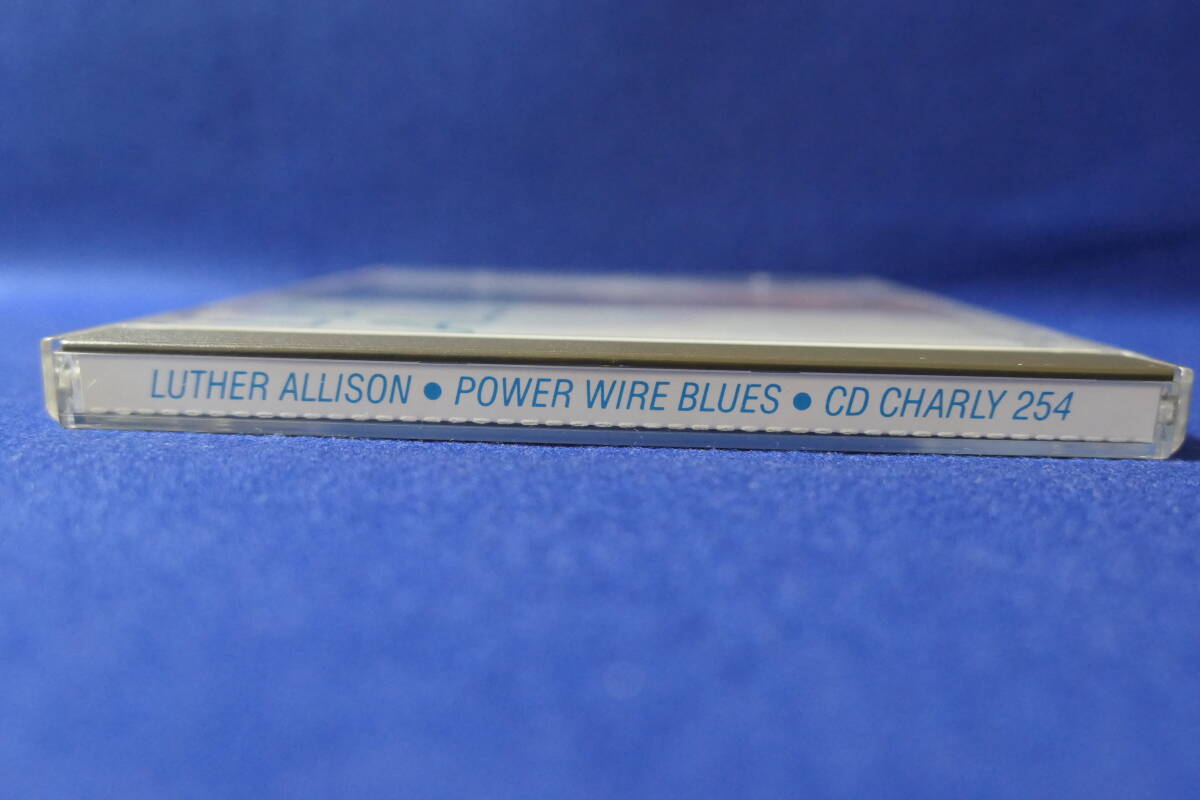 LUTHER ALLISON • POWER WIRE BLUES • CD CHARLY 254